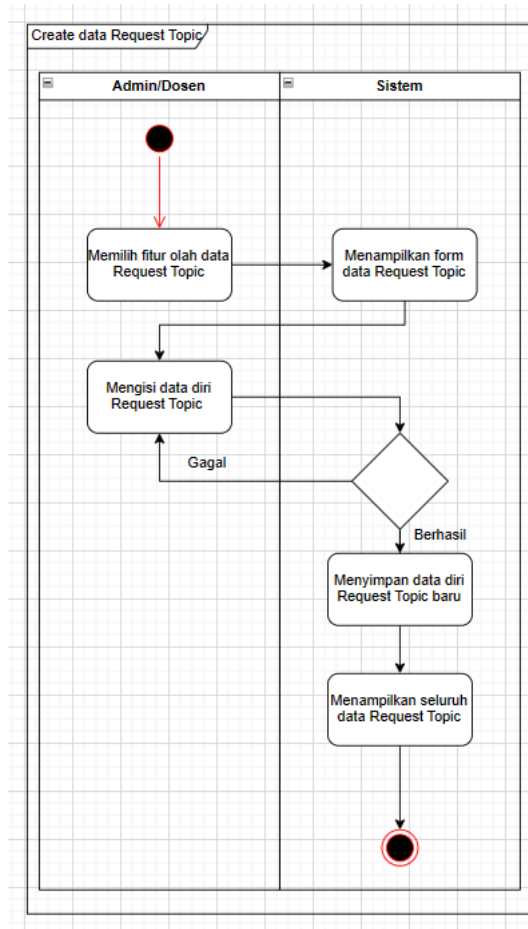 Create data Request Topic
Admin/Dosen
Sistem
Memilih fitur olah data
Request Topic
Menampilkan form
data Request Topic
Mengisi data diri
Request Topic
Gagal
Berhasil
Menyimpan data diri
Request Topic baru
Menampilkan seluruh
data Request Topic